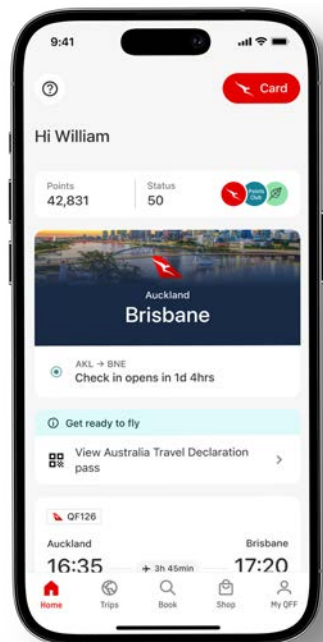 9:41
Card
Hi William
Points
42,831
Status
50
Points
Club
Auckland
Brisbane
AKL → BNE
Check in opens in 1d 4hrs
Get ready to fly
View Australia Travel Declaration
pass
QF126
Auckland
Brisbane
16:35
3h 45min
17:20
Home
Trips
Book
Shop
My QFF